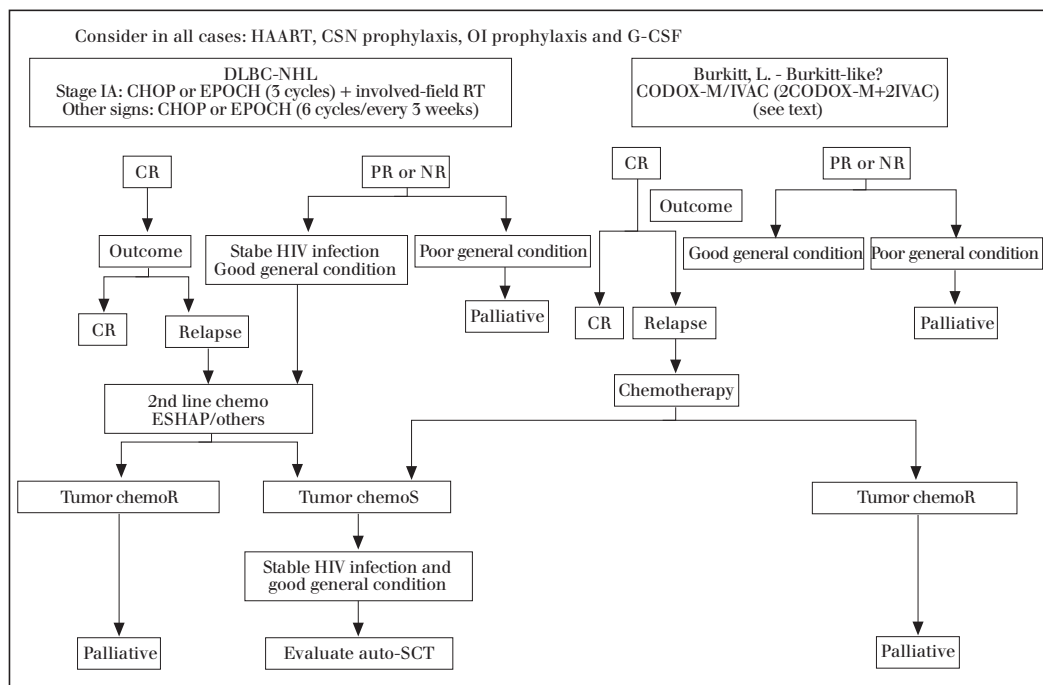 Consider in all cases: HAART, CSN prophylaxis, OI prophylaxis and G-CSF
DLBC-NHL
Stage IA: CHOP or EPOCH (3 cycles) + involved-field RT
Other signs: CHOP or EPOCH (6 cycles/every 3 weeks)
Burkitt, L. - Burkitt-like?
CODOX-M/IVAC (2CODOX-M+2IVAC)
(see text)
CR
PR or NR
CR
PR or NR
Outcome
Outcome
Stabe HIV infection
Good general condition
Poor general condition
Good general condition
Poor general condition
CR
Relapse
Palliative
CR
Relapse
Palliative
2nd line chemo
ESHAP/others
Chemotherapy
Tumor chemoR
Tumor chemoS
Tumor chemoR
Stable HIV infection and
good general condition
Palliative
Evaluate auto-SCT
Palliative